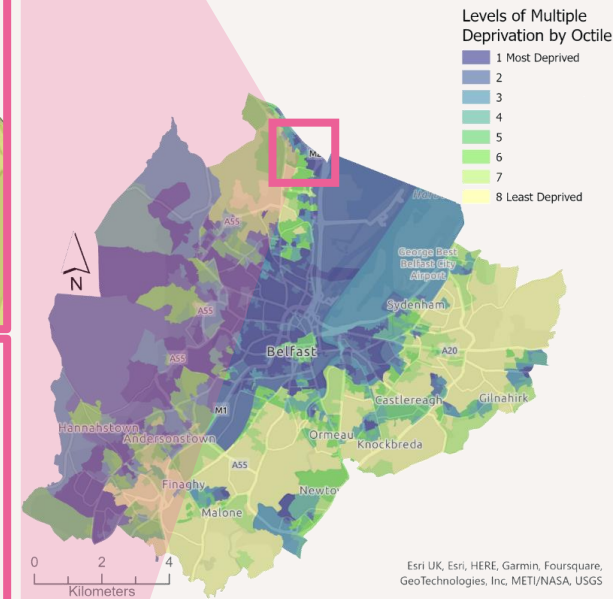 Levels of Multiple
Deprivation by Octile
1 Most Deprived
2
3
4
5
6
7
8 Least Deprived
A55
George Best
Belfast City
Airport
N
Sydenham
A55
Belfast
A20
A55
Castlereagh
Gilnahirk
M1
Hannahstown
Andersonstown
Ormeau
Knockbreda
A55
Finaghy
Newto
Malone
0 2 4
Kilometers
Esri UK, Esri, HERE, Garmin, Foursquare,
GeoTechnologies, Inc, METI/NASA, USGS